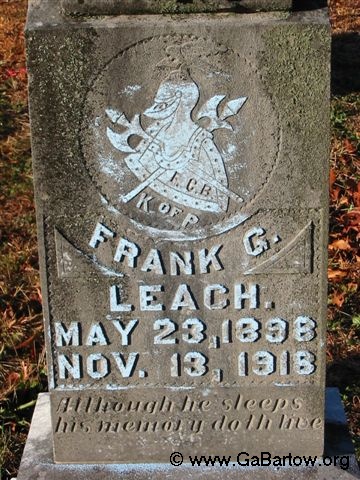 F.C.B.
K OF P
FRANK G.
LEACH.
MAY 23, 1898
NOV. 13, 1918
Although he sleeps
his memory doth live
© www.GaBartow.org